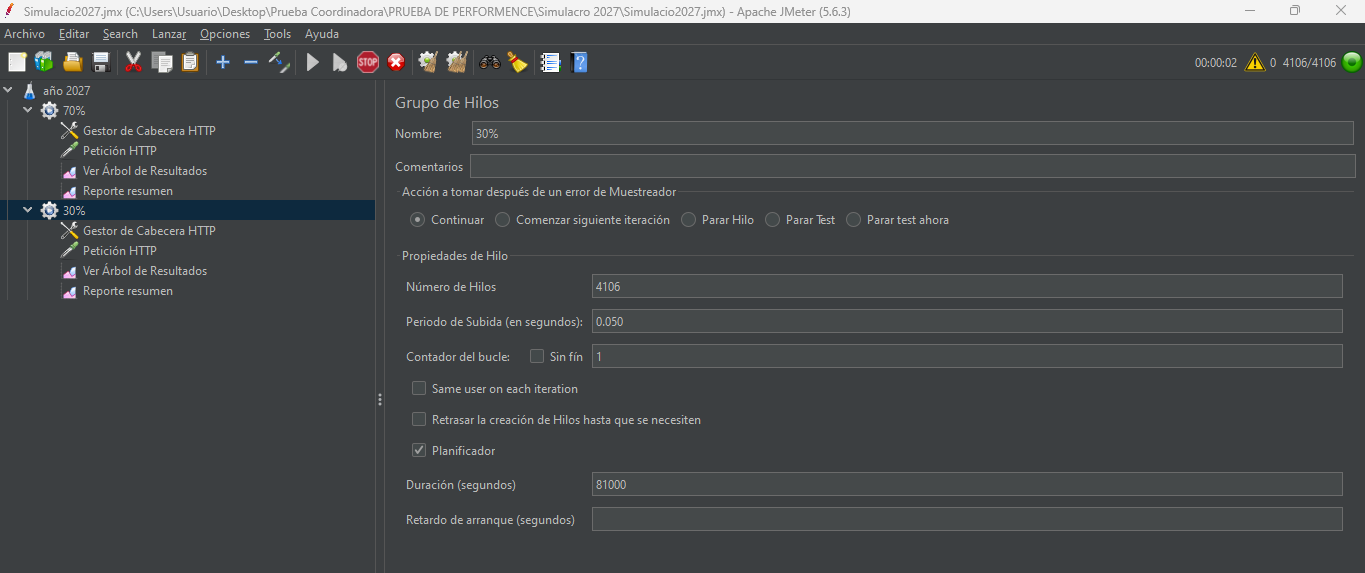 Simulacio2027.jmx (C:\Users\Usuario\Desktop\Prueba Coordinadora\PRUEBA DE PERFORMENCE\Simulacro 2027\Simulacio2027.jmx) - Apache JMeter (5.6.3)
Archivo Editar Search Lanzar Opciones Tools Ayuda
STOP
00:00:02 0 4106/4106
año 2027
70%
Gestor de Cabecera HTTP
Petición HTTP
Ver Árbol de Resultados
Reporte resumen
30%
Gestor de Cabecera HTTP
Petición HTTP
Ver Árbol de Resultados
Reporte resumen
Grupo de Hilos
Nombre: 30%
Comentarios
Acción a tomar después de un error de Muestreador
Continuar Comenzar siguiente iteración Parar Hilo Parar Test Parar test ahora
Propiedades de Hilo
Número de Hilos 4106
Periodo de Subida (en segundos): 0.050
Contador del bucle: Sin fín 1
Same user on each iteration
Retrasar la creación de Hilos hasta que se necesiten
Planificador
Duración (segundos) 81000
Retardo de arranque (segundos)